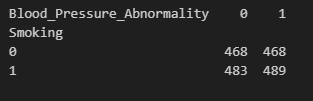 Blood_Pressure_Abnormality 0 1
Smoking
0 468 468
1 483 489